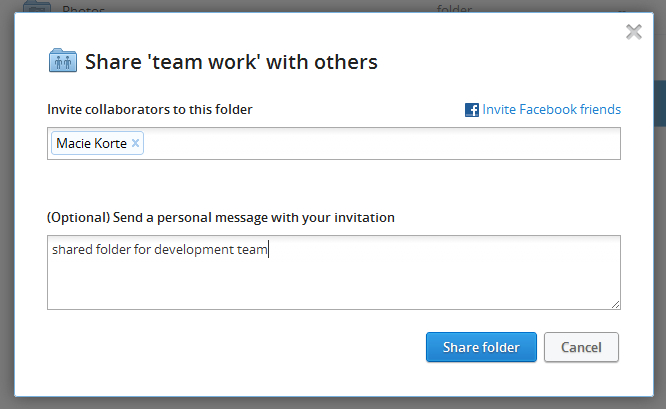 Photos folder
Share 'team work' with others
Invite collaborators to this folder Invite Facebook friends
Macie Korte x
(Optional) Send a personal message with your invitation
shared folder for development team
Share folder Cancel